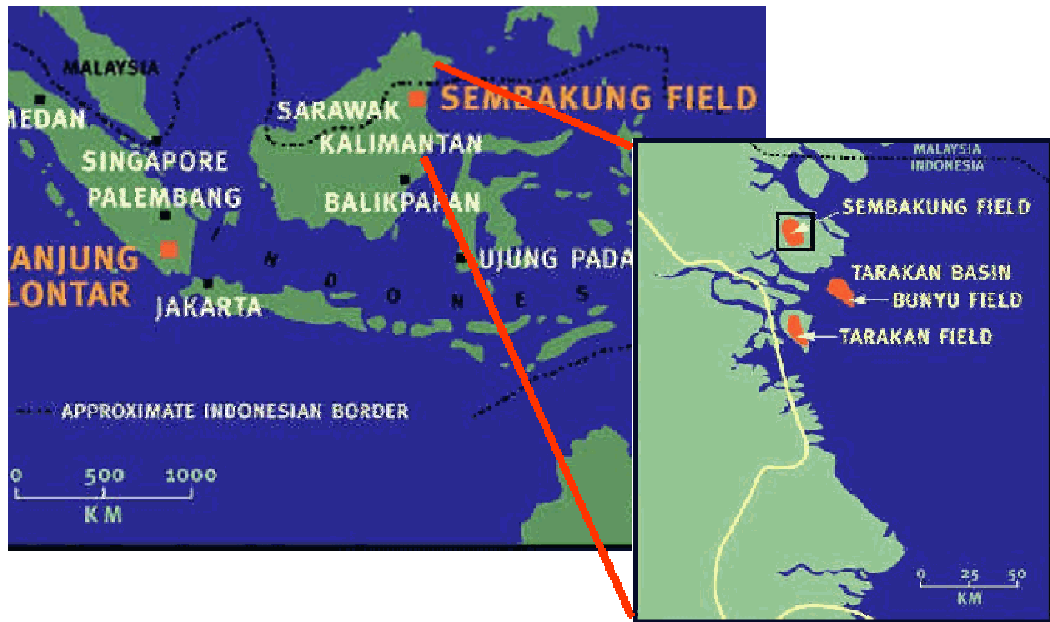 MALAYSIA
MEDAN
SARAWAK
SEMBAKUNG FIELD
KALIMANTAN
SINGAPORE
PALEMBANG
BALIKPAPAN
TANJUNG
LONTAR
UJUNG PADA
JAKARTA
I N D O N E S
APPROXIMATE INDONESIAN BORDER
0 500 1000
KM
MALAYSIA
INDONESIA
SEMBAKUNG FIELD
TARAKAN BASIN
BUNYU FIELD
TARAKAN FIELD
0 25 50
KM